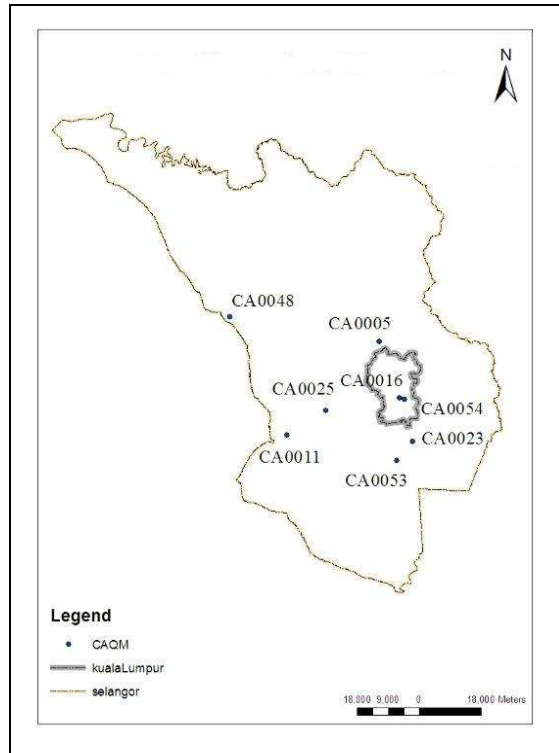 N
CA0048
CA0005
CA0016
CA0025
CA0054
CA0023
CA0011
CA0053
Legend
CAQM
kualaLumpur
selangor
18,000 9,000 0 18,000 Meters